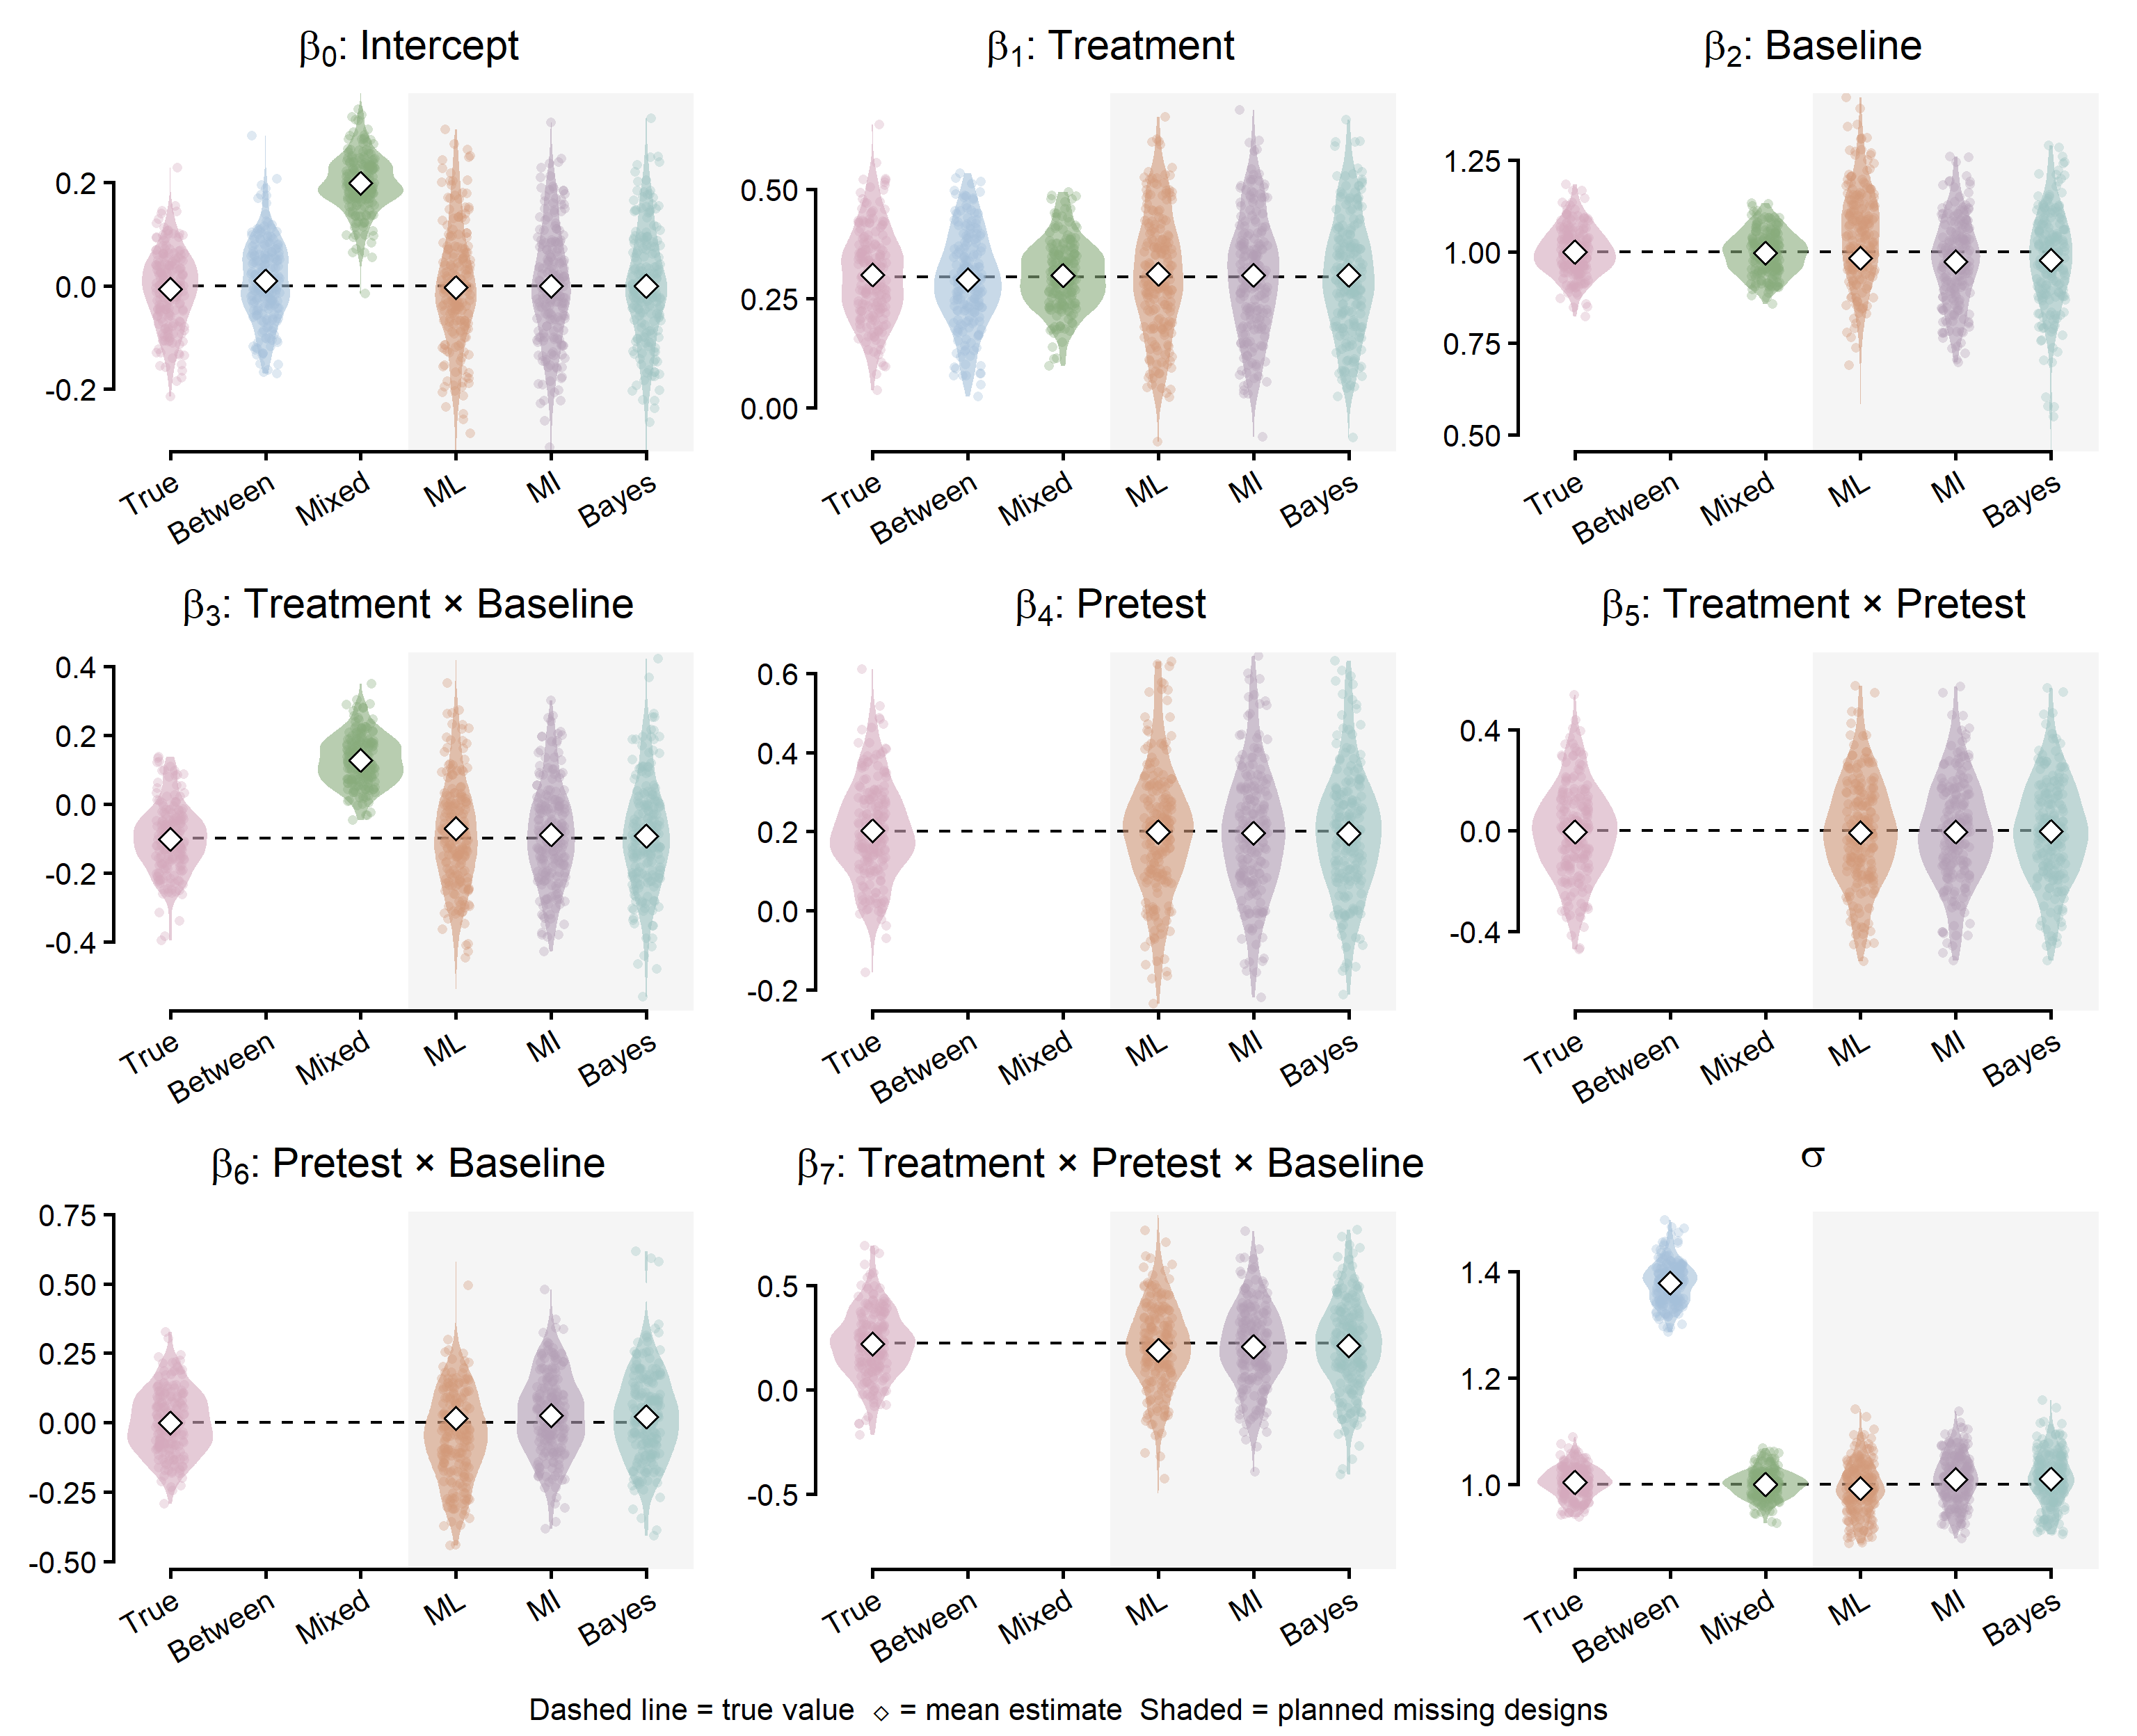 β0: Intercept
0.2
0.0
-0.2
True Between Mixed ML MI Bayes
β1: Treatment
0.50
0.25
0.00
True Between Mixed ML MI Bayes
β2: Baseline
1.25
1.00
0.75
0.50
True Between Mixed ML MI Bayes
β3: Treatment × Baseline
0.4
0.2
0.0
-0.2
-0.4
True Between Mixed ML MI Bayes
β4: Pretest
0.6
0.4
0.2
0.0
-0.2
True Between Mixed ML MI Bayes
β5: Treatment × Pretest
0.4
0.0
-0.4
True Between Mixed ML MI Bayes
β6: Pretest × Baseline
0.75
0.50
0.25
0.00
-0.25
-0.50
True Between Mixed ML MI Bayes
β7: Treatment × Pretest × Baseline
0.5
0.0
-0.5
True Between Mixed ML MI Bayes
σ
1.4
1.2
1.0
True Between Mixed ML MI Bayes
Dashed line = true value ◇ = mean estimate Shaded = planned missing designs